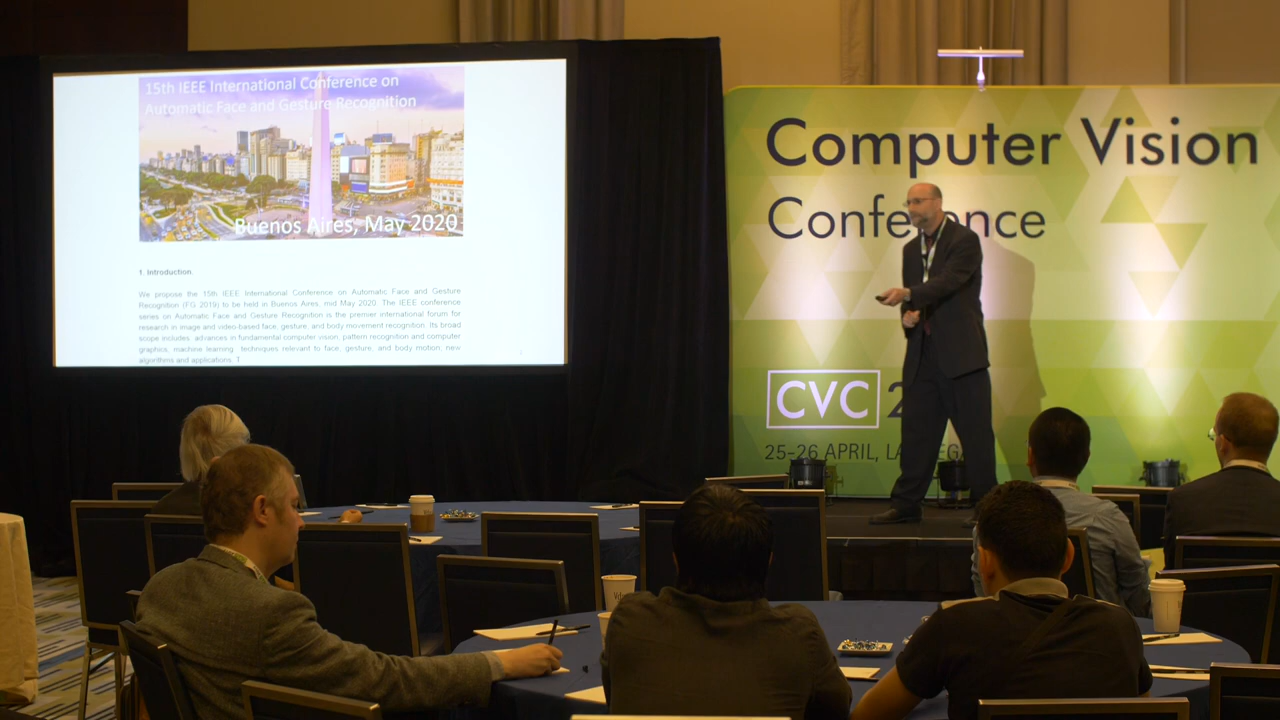 15th IEEE International Conference on
Automatic Face and Gesture Recognition
Buenos Aires, May 2020
1. Introduction.
We propose the 15th IEEE International Conference on Automatic Face and Gesture
Recognition (FG 2019) to be held in Buenos Aires, mid May 2020. The IEEE conference
series on Automatic Face and Gesture Recognition is the premier international forum for
research in image and video-based face, gesture, and body movement recognition. Its broad
scope includes: advances in fundamental computer vision, pattern recognition and computer
graphics; machine learning techniques relevant to face, gesture, and body motion; new
algorithms and applications. 1
Computer Vision
Conference
CVC 2
25-26 APRIL, LAS VEGAS